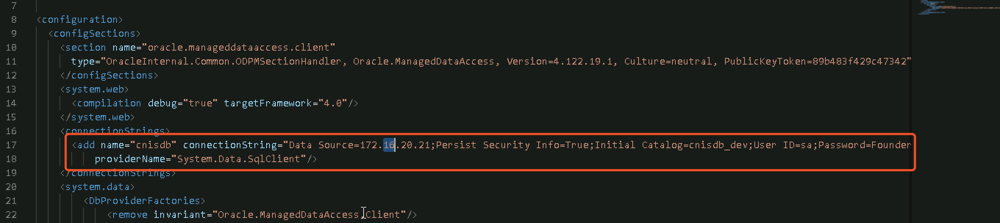 7
8 <configuration>
9 <configSections>
10 <section name="oracle.manageddataaccess.client"
11 type="OracleInternal.Common.ODPMSectionHandler, Oracle.ManagedDataAccess, Version=4.122.19.1, Culture=neutral, PublicKeyToken=89b483f429c47342"
12 </configSections>
13 <system.web>
14 <compilation debug="true" targetFramework="4.0"/>
15 </system.web>
16 <connectionStrings>
17 <add name="cnisdb" connectionString="Data Source=172.16.20.21;Persist Security Info=True;Initial Catalog=cnisdb_dev;User ID=sa;Password=Founder
18 providerName="System.Data.SqlClient"/>
19 </connectionStrings>
20 <system.data>
21 <DbProviderFactories>
22 <remove invariant="Oracle.ManagedDataAccess.Client"/>